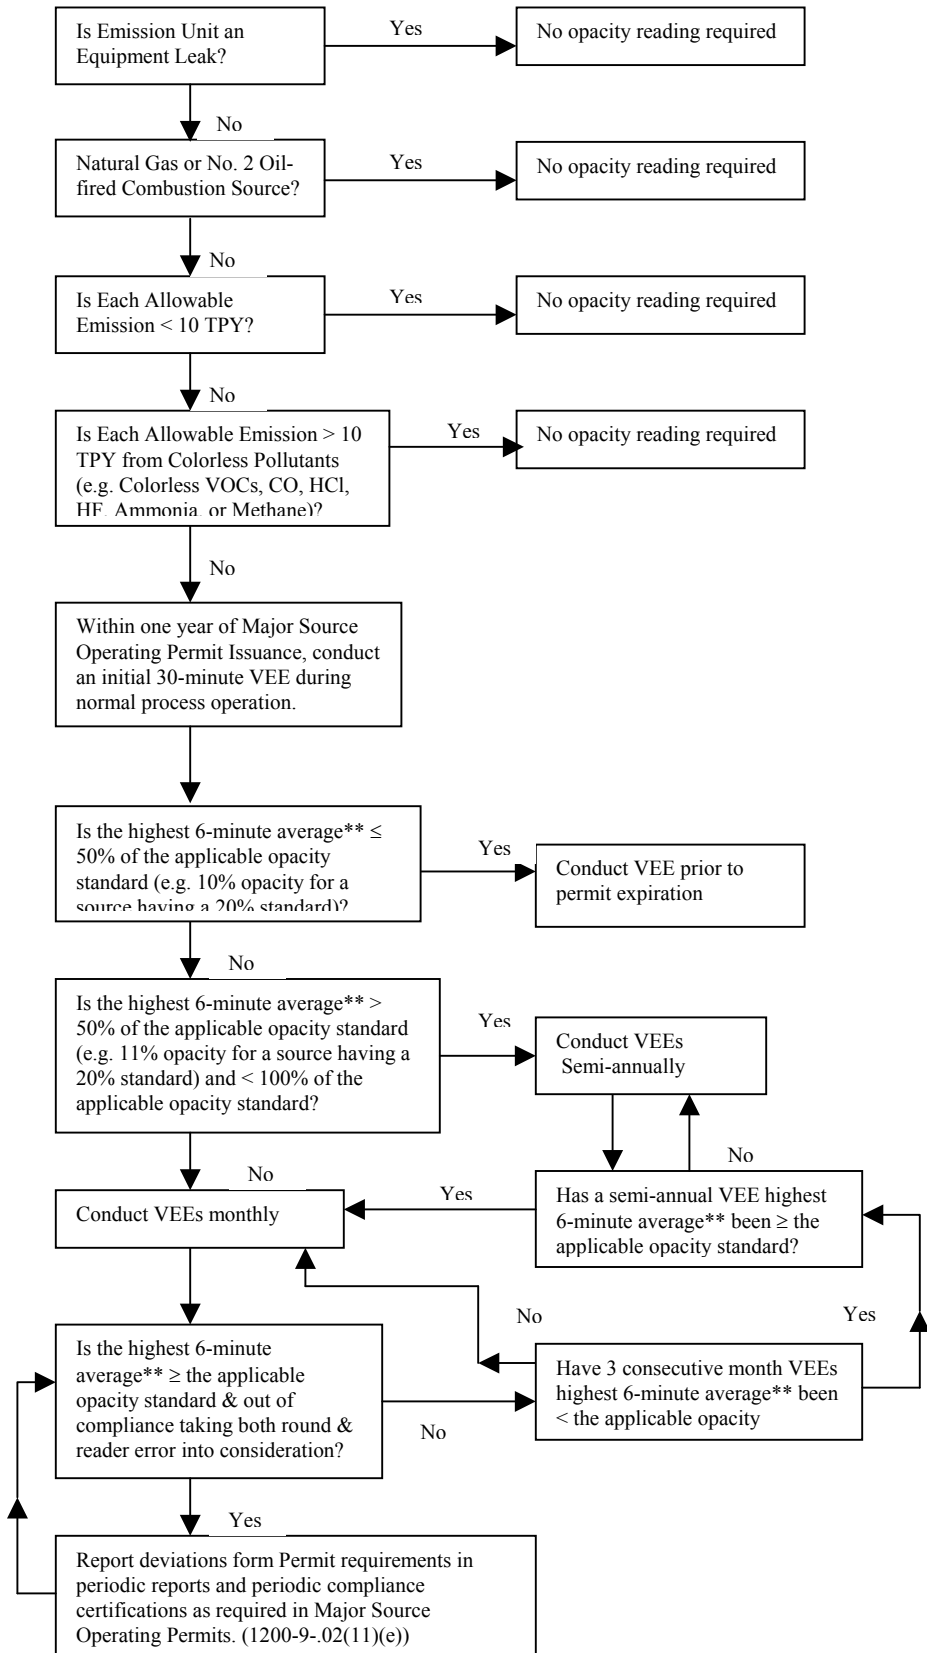 Is Emission Unit an
Equipment Leak?
Yes
No opacity reading required
No
Natural Gas or No. 2 Oil-
fired Combustion Source?
Yes
No opacity reading required
No
Is Each Allowable
Emission < 10 TPY?
Yes
No opacity reading required
No
Is Each Allowable Emission > 10
TPY from Colorless Pollutants
(e.g. Colorless VOCs, CO, HCl,
HF, Ammonia, or Methane)?
Yes
No opacity reading required
No
Within one year of Major Source
Operating Permit Issuance, conduct
an initial 30-minute VEE during
normal process operation.
Is the highest 6-minute average** ≤
50% of the applicable opacity
standard (e.g. 10% opacity for a
source having a 20% standard)?
Yes
Conduct VEE prior to
permit expiration
No
Is the highest 6-minute average** >
50% of the applicable opacity standard
(e.g. 11% opacity for a source having a
20% standard) and < 100% of the
applicable opacity standard?
Yes
Conduct VEEs
Semi-annually
No
No
Conduct VEEs monthly
Yes
Has a semi-annual VEE highest
6-minute average** been ≥ the
applicable opacity standard?
No
Yes
Is the highest 6-minute
average** ≥ the applicable
opacity standard & out of
compliance taking both round &
reader error into consideration?
No
Have 3 consecutive month VEEs
highest 6-minute average** been
< the applicable opacity
Yes
Report deviations form Permit requirements in
periodic reports and periodic compliance
certifications as required in Major Source
Operating Permits. (1200-9-.02(11)(e))